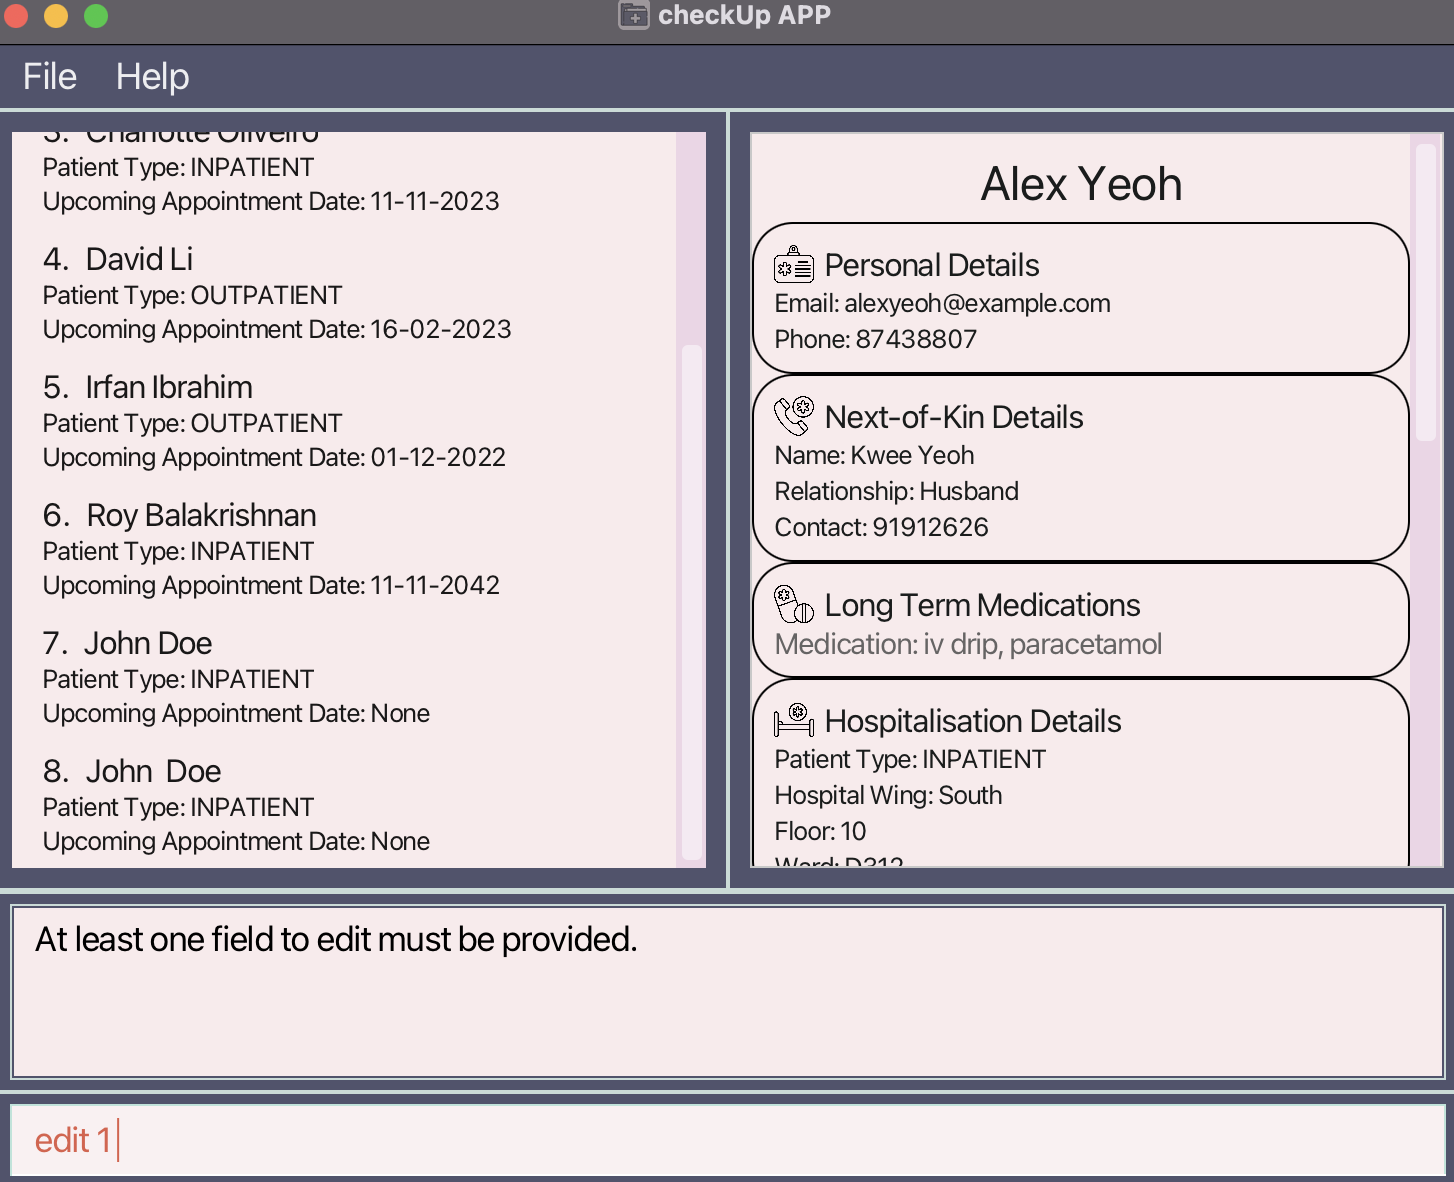 checkUp APP
File Help
3. Charlotte Oliveiro
Patient Type: INPATIENT
Upcoming Appointment Date: 11-11-2023
4. David Li
Patient Type: OUTPATIENT
Upcoming Appointment Date: 16-02-2023
5. Irfan Ibrahim
Patient Type: OUTPATIENT
Upcoming Appointment Date: 01-12-2022
6. Roy Balakrishnan
Patient Type: INPATIENT
Upcoming Appointment Date: 11-11-2042
7. John Doe
Patient Type: INPATIENT
Upcoming Appointment Date: None
8. John  Doe
Patient Type: INPATIENT
Upcoming Appointment Date: None
Alex Yeoh
Personal Details
Email: alexyeoh@example.com
Phone: 87438807
Next-of-Kin Details
Name: Kwee Yeoh
Relationship: Husband
Contact: 91912626
Long Term Medications
Medication: iv drip, paracetamol
Hospitalisation Details
Patient Type: INPATIENT
Hospital Wing: South
Floor: 10
Ward: D312
At least one field to edit must be provided.
edit 1